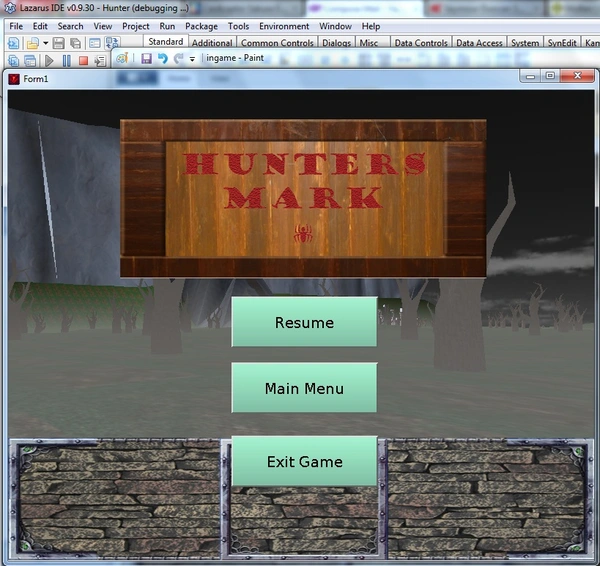 Lazarus IDE v0.9.30 - Hunter (debugging ...)
File Edit Search View Project Run Package Tools Environment Window Help
Standard Additional Common Controls Dialogs Misc Data Controls Data Access System SynEdit
ingame - Paint
Form1
HUNTERS
MARK
Resume
Main Menu
Exit Game